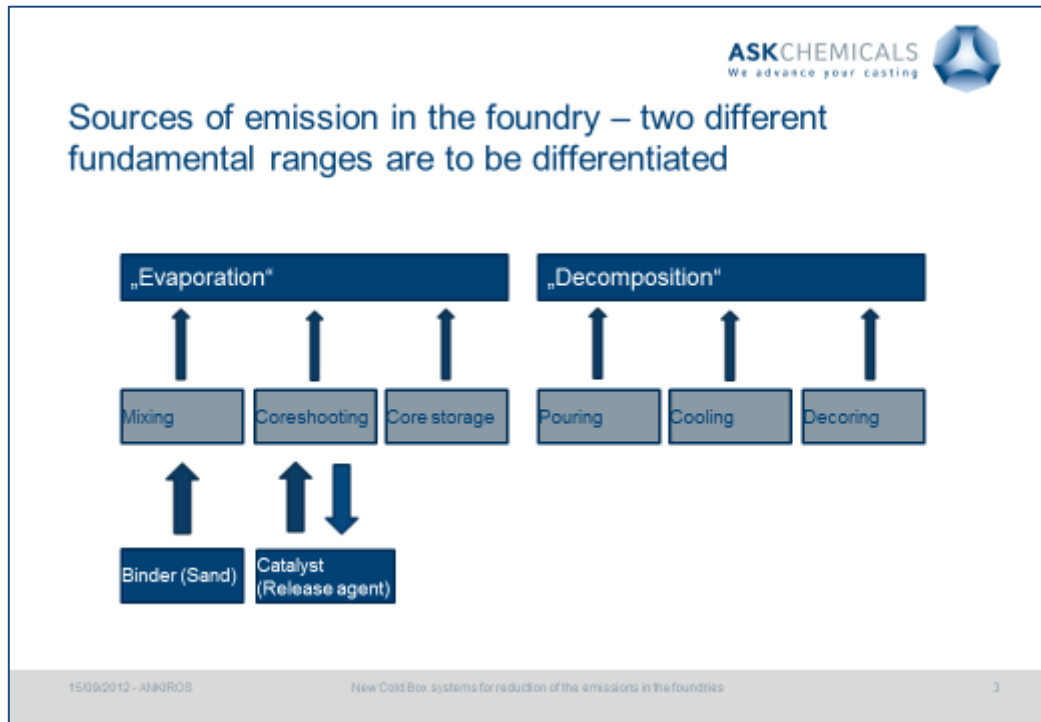 ASKCHEMICALS
We advance your casting
Sources of emission in the foundry – two different
fundamental ranges are to be differentiated
„Evaporation“
„Decomposition“
Mixing
Coreshooting
Core storage
Pouring
Cooling
Decoring
Binder (Sand)
Catalyst
(Release agent)
15/09/2012 - ANKIROS
New Cold Box systems for reduction of the emissions in the foundries
3